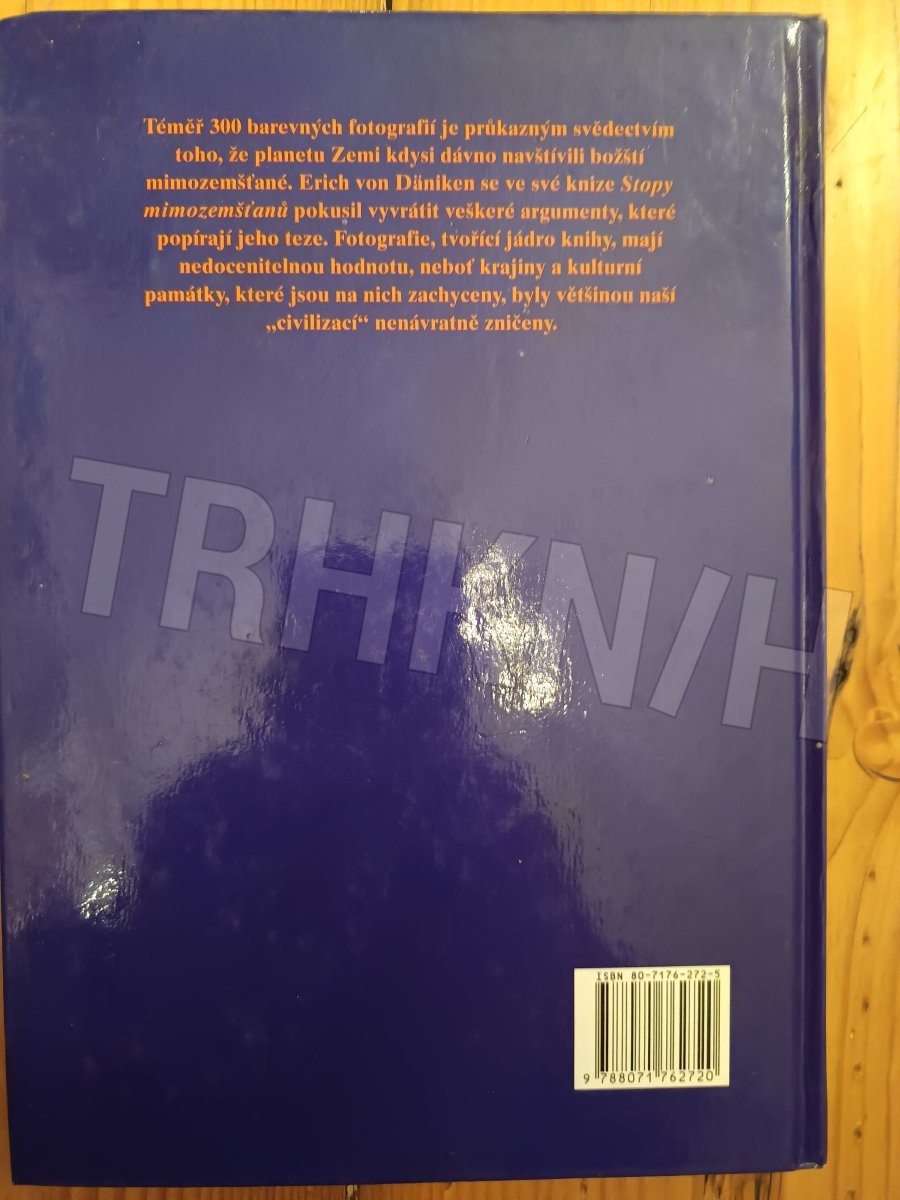 Téměř 300 barevných fotografií je průkazným svědectvím
toho, že planetu Zemi kdysi dávno navštívili božští
mimozemšťané. Erich von Däniken se ve své knize Stopy
mimozemšťanů pokusil vyvrátit veškeré argumenty, které
popírají jeho teze. Fotografie, tvořící jádro knihy, mají
nedocenitelnou hodnotu, neboť krajiny a kulturní
památky, které jsou na nich zachyceny, byly většinou naší
„civilizací“ nenávratně zničeny.
TRHKNIH
ISBN 80-7176-272-5
9 788071 762720